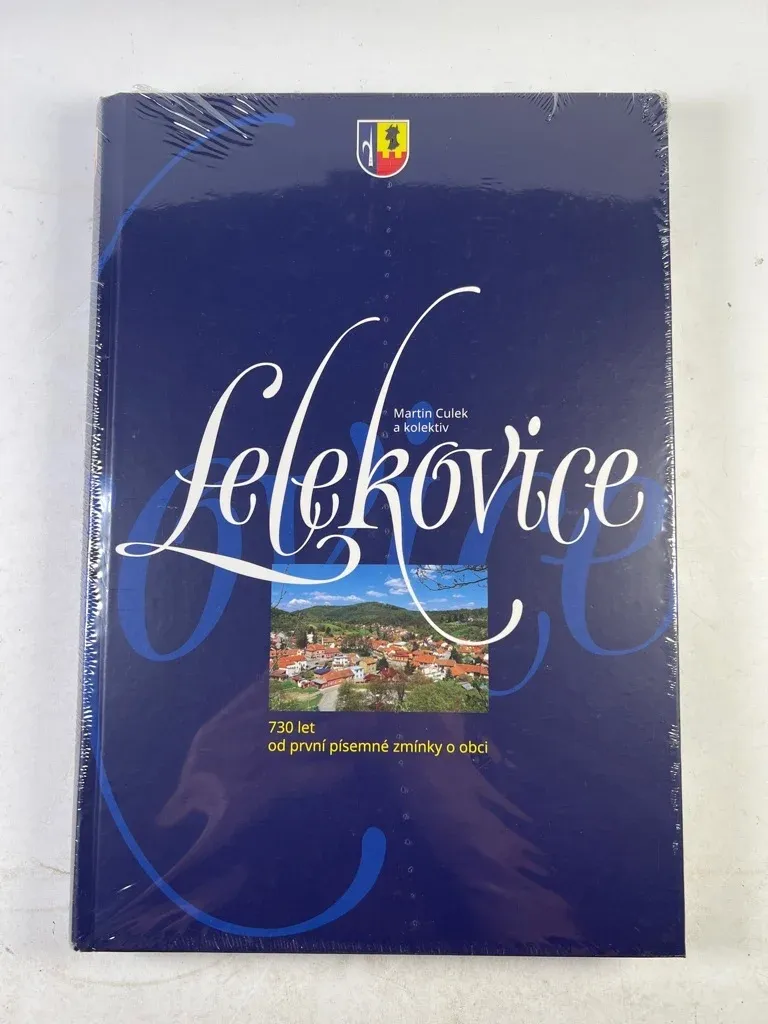 Martin Culek
a kolektiv
Lelekovice
730 let
od první písemné zmínky o obci